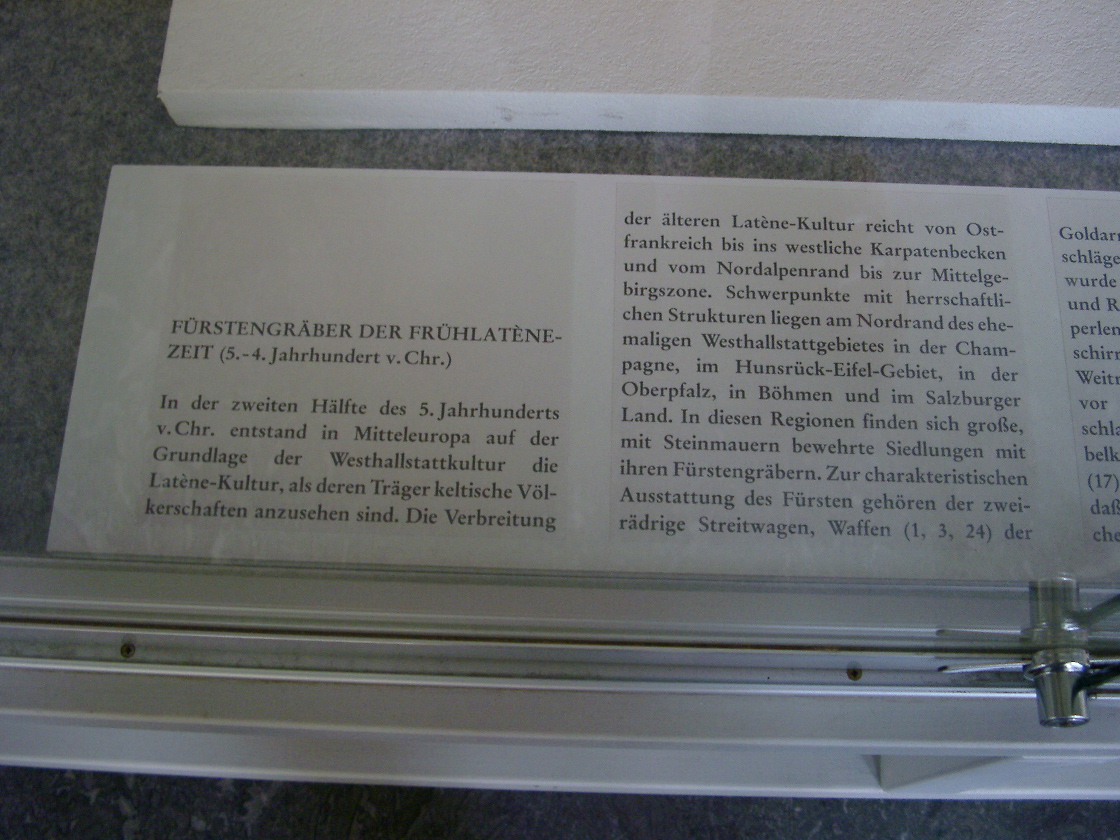 FÜRSTENGRÄBER DER FRÜHLATÈNE-
ZEIT (5.-4. Jahrhundert v. Chr.)
In der zweiten Hälfte des 5. Jahrhunderts
v. Chr. entstand in Mitteleuropa auf der
Grundlage der Westhallstattkultur die
Latène-Kultur, als deren Träger keltische Völ-
kerschaften anzusehen sind. Die Verbreitung
der älteren Latène-Kultur reicht von Ost-
frankreich bis ins westliche Karpatenbecken
und vom Nordalpenrand bis zur Mittelge-
birgszone. Schwerpunkte mit herrschaftli-
chen Strukturen liegen am Nordrand des ehe-
maligen Westhallstattgebietes in der Cham-
pagne, im Hunsrück-Eifel-Gebiet, in der
Oberpfalz, in Böhmen und im Salzburger
Land. In diesen Regionen finden sich große,
mit Steinmauern bewehrte Siedlungen mit
ihren Fürstengräbern. Zur charakteristischen
Ausstattung des Fürsten gehören der zwei-
rädrige Streitwagen, Waffen (1, 3, 24) der
wurde
und
vor
(17)